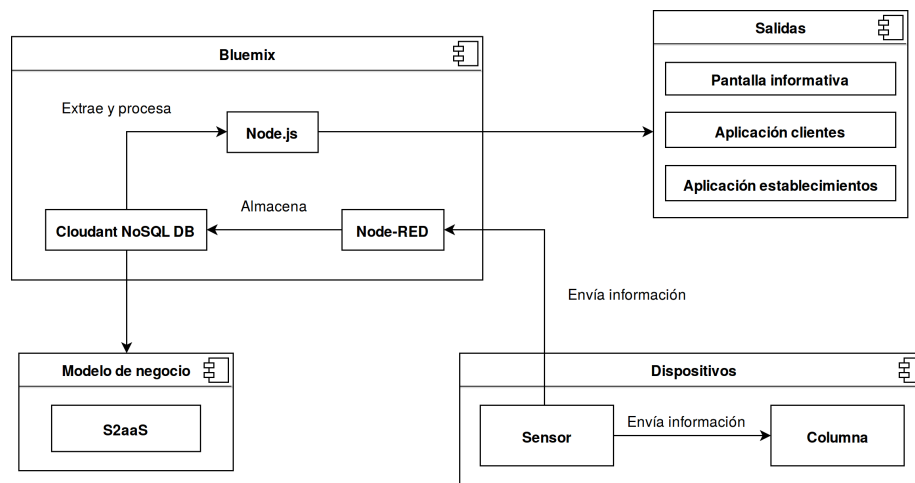 Salidas
Bluemix
Pantalla informativa
Extrae y procesa
Node.js
Aplicación clientes
Aplicación establecimientos
Almacena
Cloudant NoSQL DB
Node-RED
Envía información
Modelo de negocio
Dispositivos
S2aaS
Sensor
Envía información
Columna